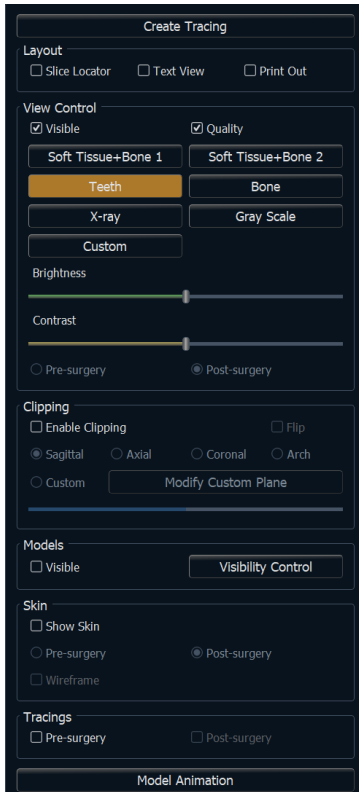 Create Tracing
Layout
Slice Locator Text View Print Out
View Control
Visible Quality
Soft Tissue+Bone 1 Soft Tissue+Bone 2
Teeth Bone
X-ray Gray Scale
Custom
Brightness
Contrast
Pre-surgery Post-surgery
Clipping
Enable Clipping Flip
Sagittal Axial Coronal Arch
Custom Modify Custom Plane
Models
Visible Visibility Control
Skin
Show Skin
Pre-surgery Post-surgery
Wireframe
Tracings
Pre-surgery Post-surgery
Model Animation